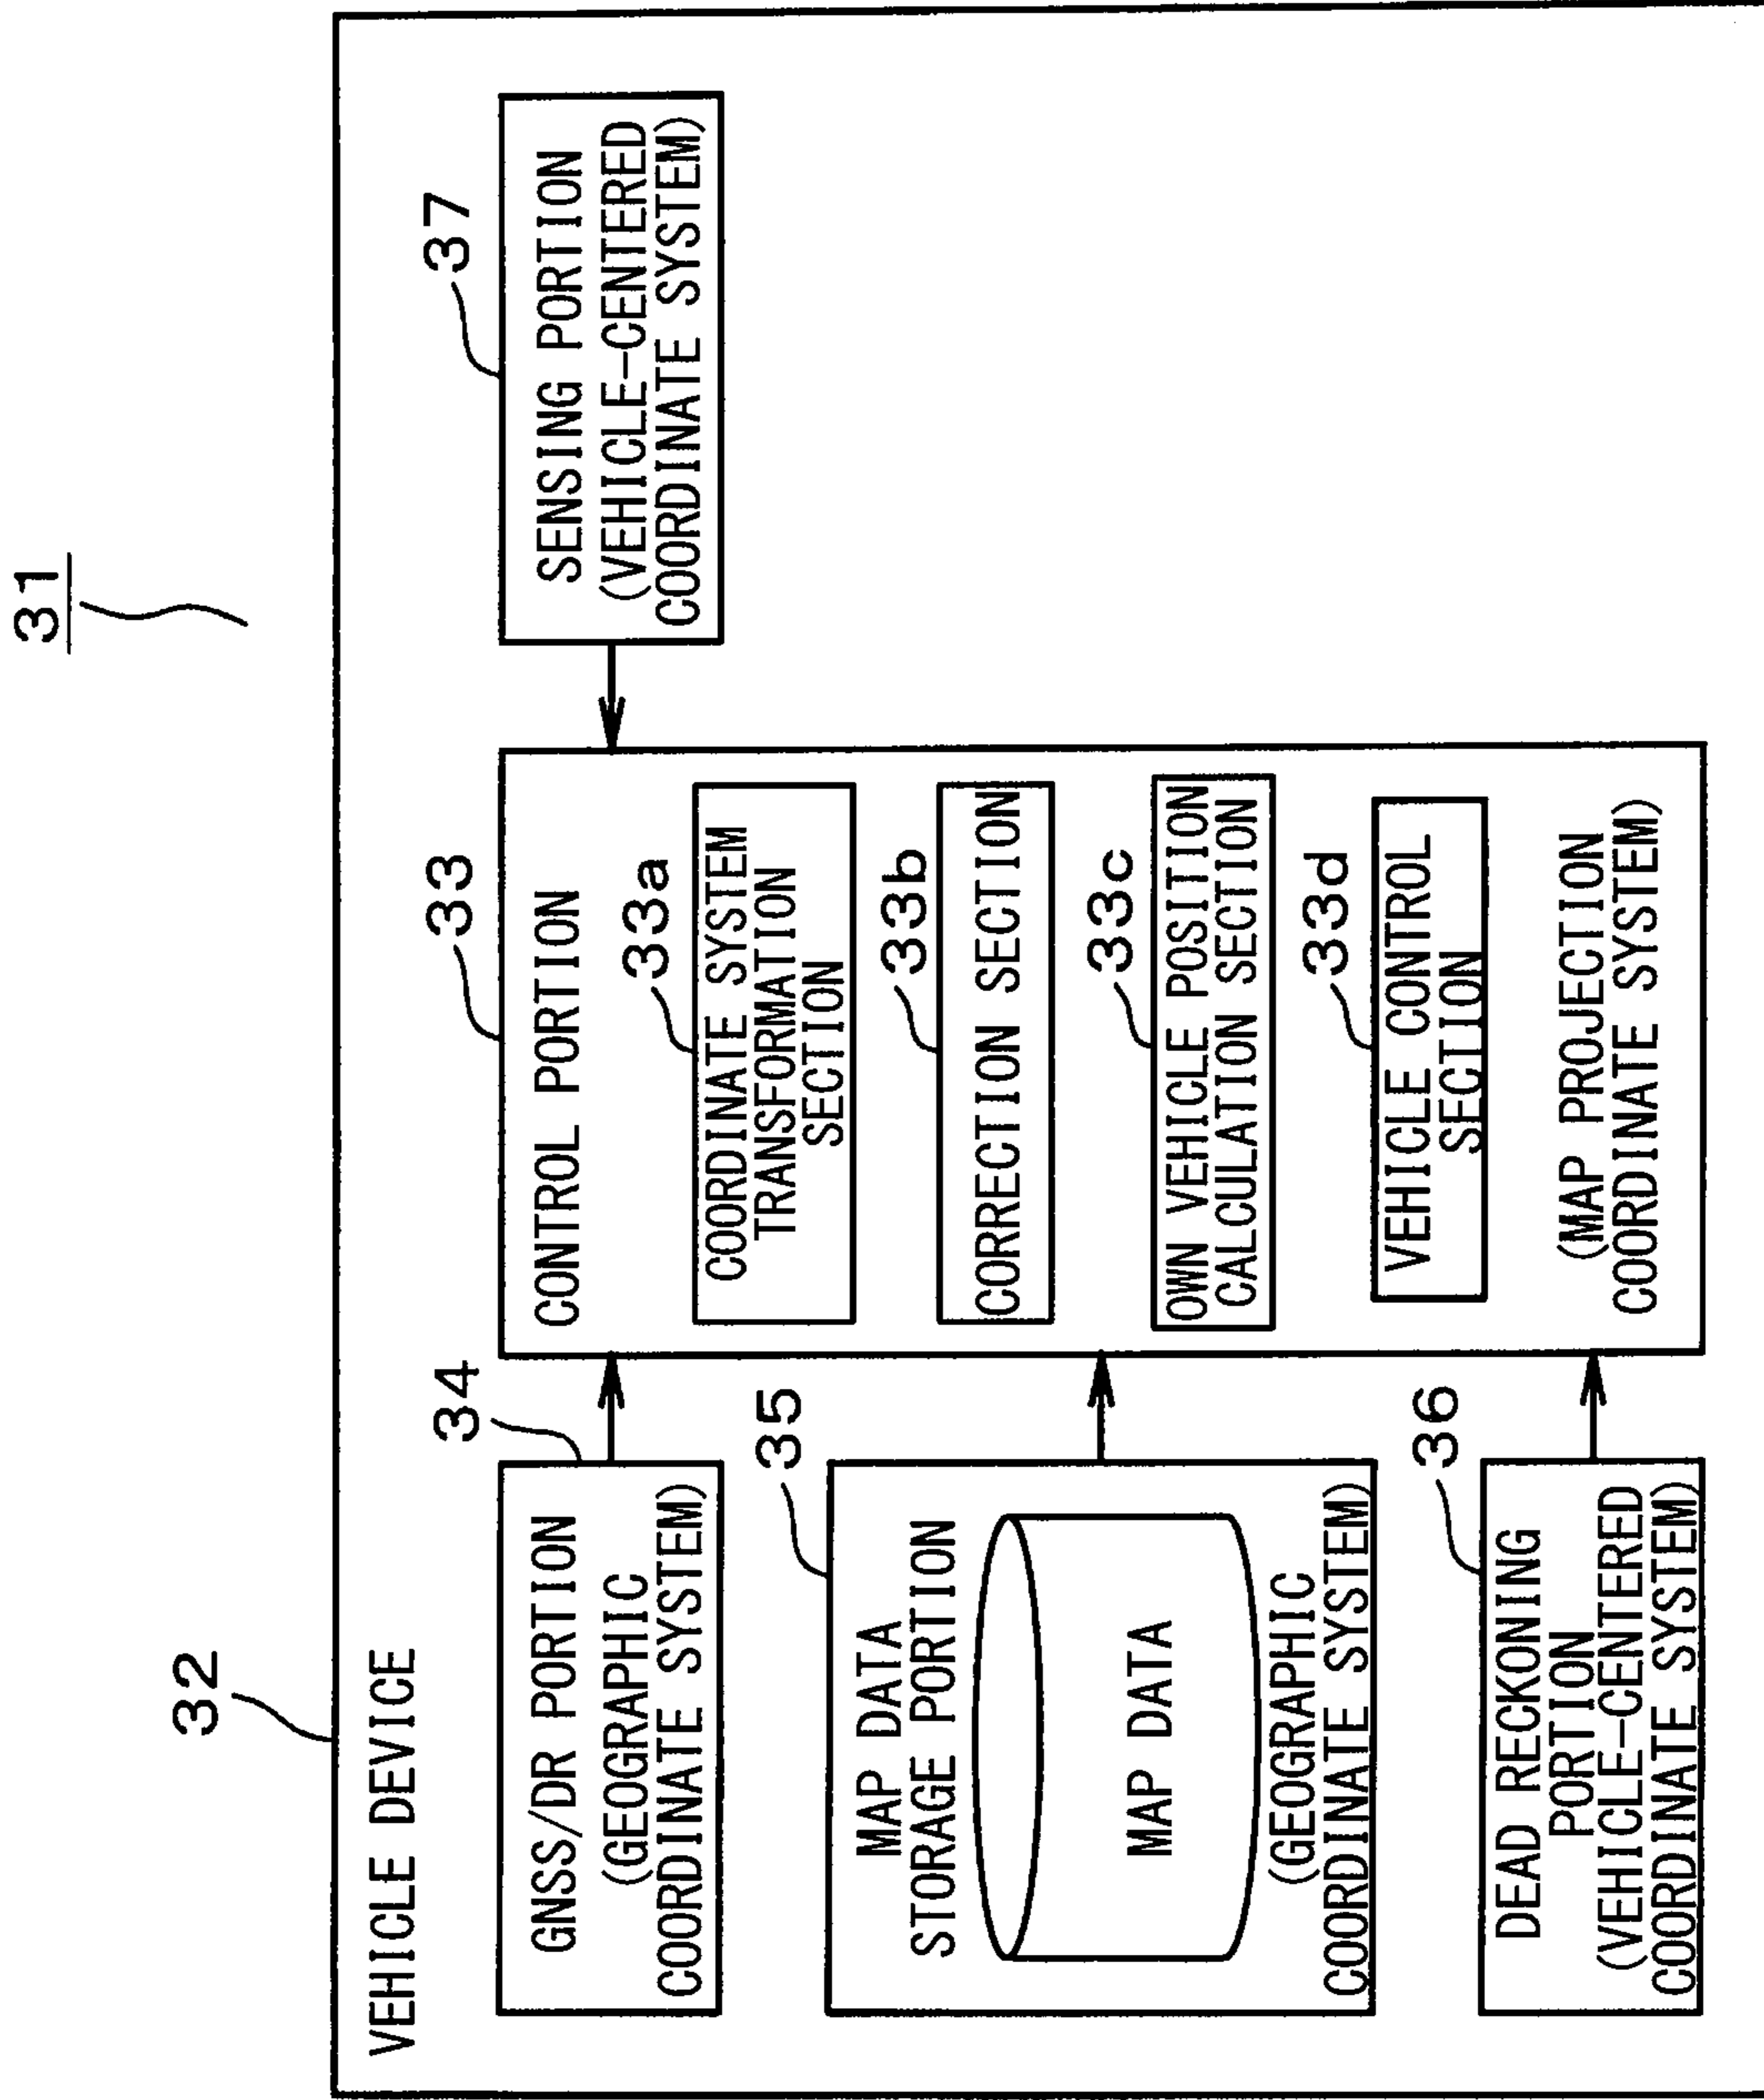 31
32
VEHICLE DEVICE
34
GNSS/DR PORTION
(GEOGRAPHIC
COORDINATE SYSTEM)
35
MAP DATA
STORAGE PORTION
MAP DATA
(GEOGRAPHIC
COORDINATE SYSTEM)
36
DEAD RECKONING
PORTION
(VEHICLE-CENTERED
COORDINATE SYSTEM)
33
CONTROL PORTION
33a
COORDINATE SYSTEM
TRANSFORMATION
SECTION
33b
CORRECTION SECTION
33c
OWN VEHICLE POSITION
CALCULATION SECTION
33d
VEHICLE CONTROL
SECTION
(MAP PROJECTION
COORDINATE SYSTEM)
37
SENSING PORTION
(VEHICLE-CENTERED
COORDINATE SYSTEM)